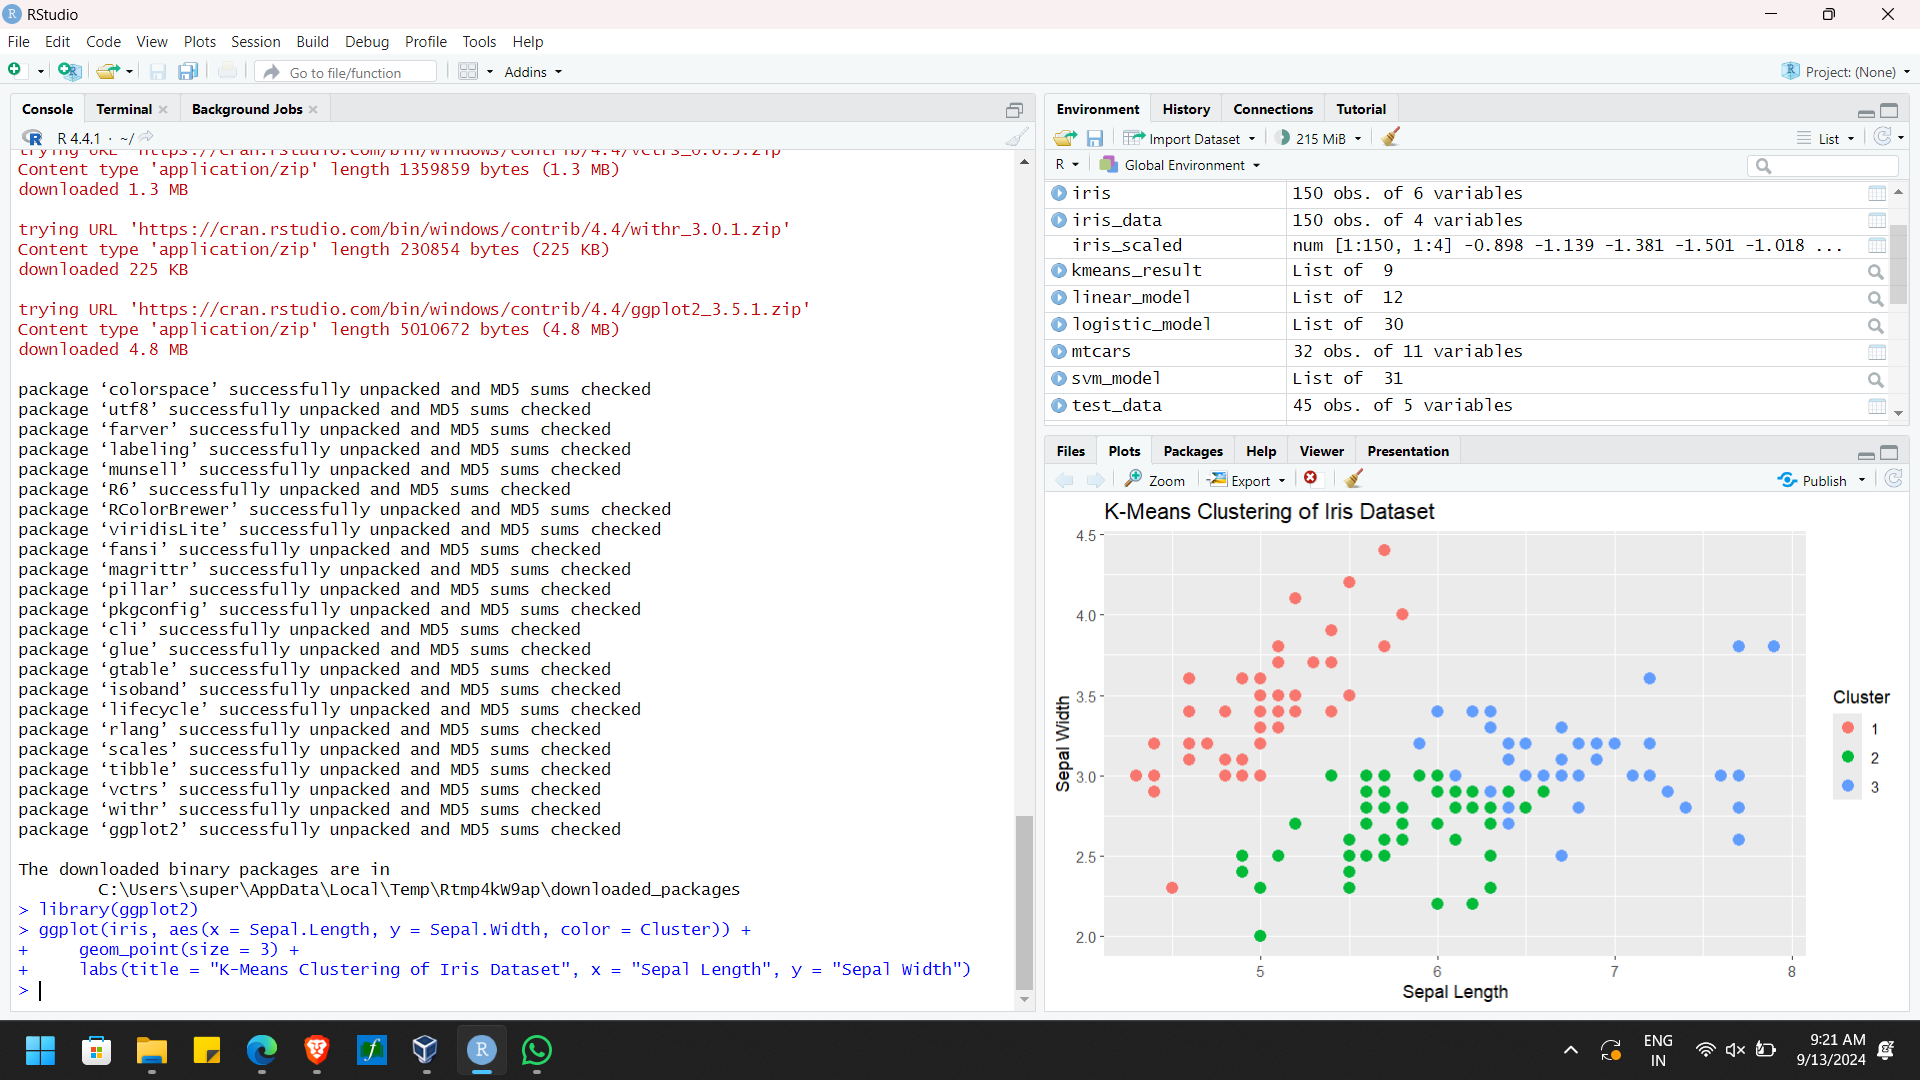 RStudio
File Edit Code View Plots Session Build Debug Profile Tools Help
Go to file/function Addins Project: (None)
Console Terminal Background Jobs
R 4.4.1 · ~/
trying URL 'https://cran.rstudio.com/bin/windows/contrib/4.4/vctrs_0.6.5.zip'
Content type 'application/zip' length 1359859 bytes (1.3 MB)
downloaded 1.3 MB
trying URL 'https://cran.rstudio.com/bin/windows/contrib/4.4/withr_3.0.1.zip'
Content type 'application/zip' length 230854 bytes (225 KB)
downloaded 225 KB
trying URL 'https://cran.rstudio.com/bin/windows/contrib/4.4/ggplot2_3.5.1.zip'
Content type 'application/zip' length 5010672 bytes (4.8 MB)
downloaded 4.8 MB
package ‘colorspace’ successfully unpacked and MD5 sums checked
package ‘utf8’ successfully unpacked and MD5 sums checked
package ‘farver’ successfully unpacked and MD5 sums checked
package ‘labeling’ successfully unpacked and MD5 sums checked
package ‘munsell’ successfully unpacked and MD5 sums checked
package ‘R6’ successfully unpacked and MD5 sums checked
package ‘RColorBrewer’ successfully unpacked and MD5 sums checked
package ‘viridisLite’ successfully unpacked and MD5 sums checked
package ‘fansi’ successfully unpacked and MD5 sums checked
package ‘magrittr’ successfully unpacked and MD5 sums checked
package ‘pillar’ successfully unpacked and MD5 sums checked
package ‘pkgconfig’ successfully unpacked and MD5 sums checked
package ‘cli’ successfully unpacked and MD5 sums checked
package ‘glue’ successfully unpacked and MD5 sums checked
package ‘gtable’ successfully unpacked and MD5 sums checked
package ‘isoband’ successfully unpacked and MD5 sums checked
package ‘lifecycle’ successfully unpacked and MD5 sums checked
package ‘rlang’ successfully unpacked and MD5 sums checked
package ‘scales’ successfully unpacked and MD5 sums checked
package ‘tibble’ successfully unpacked and MD5 sums checked
package ‘vctrs’ successfully unpacked and MD5 sums checked
package ‘withr’ successfully unpacked and MD5 sums checked
package ‘ggplot2’ successfully unpacked and MD5 sums checked
The downloaded binary packages are in
C:\Users\super\AppData\Local\Temp\Rtmp4kW9ap\downloaded_packages
> library(ggplot2)
> ggplot(iris, aes(x = Sepal.Length, y = Sepal.Width, color = Cluster)) +
+ geom_point(size = 3) +
+ labs(title = "K-Means Clustering of Iris Dataset", x = "Sepal Length", y = "Sepal Width")
>
Environment History Connections Tutorial
Import Dataset 215 MiB List
R Global Environment
iris 150 obs. of 6 variables
iris_data 150 obs. of 4 variables
iris_scaled num [1:150, 1:4] -0.898 -1.139 -1.381 -1.501 -1.018 ...
kmeans_result List of 9
linear_model List of 12
logistic_model List of 30
mtcars 32 obs. of 11 variables
svm_model List of 31
test_data 45 obs. of 5 variables
Files Plots Packages Help Viewer Presentation
Zoom Export Publish
K-Means Clustering of Iris Dataset
4.5
4.0
3.5
3.0
2.5
2.0
Sepal Width
5 6 7 8
Sepal Length
Cluster
1
2
3
ENG
IN
9:21 AM
9/13/2024